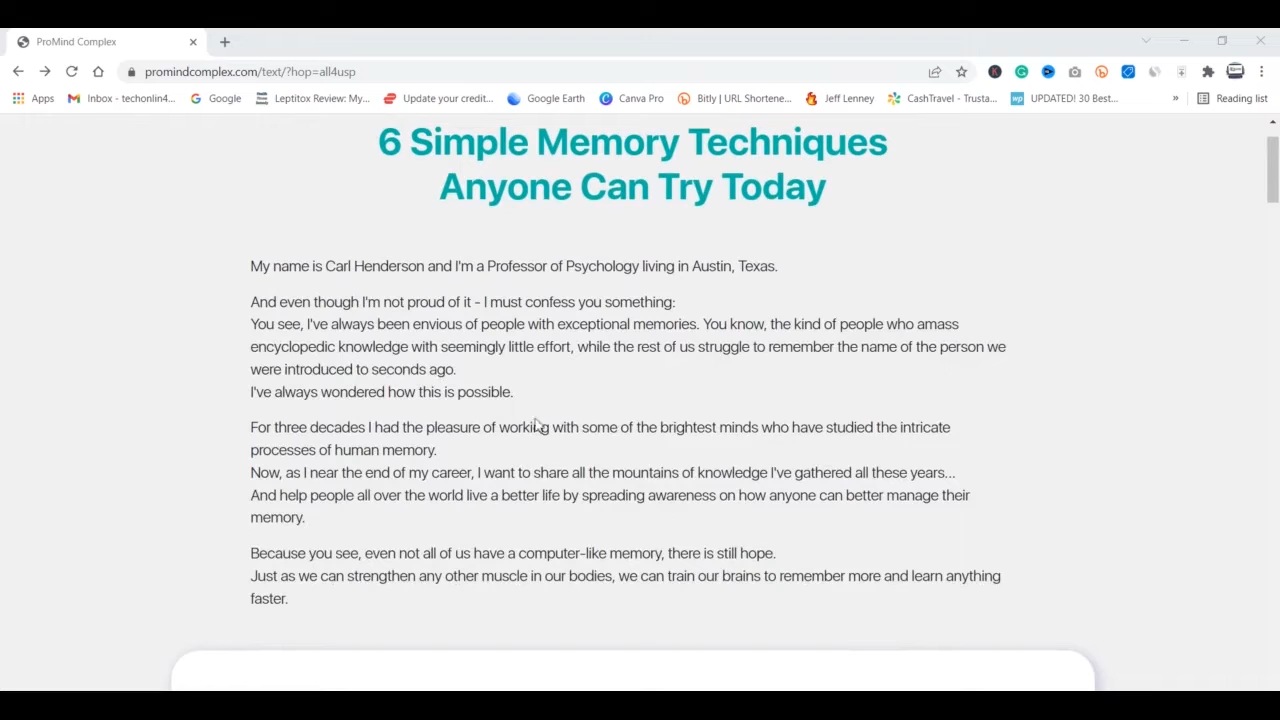 ProMind Complex
promindcomplex.com/text/?hop=all4usp
Apps
Inbox - techonlin4...
Google
Leptitox Review: My...
Update your credit...
Google Earth
Canva Pro
Bitly | URL Shortene...
Jeff Lenney
CashTravel - Trusta...
UPDATED! 30 Best...
»
Reading list
6 Simple Memory Techniques
Anyone Can Try Today
My name is Carl Henderson and I'm a Professor of Psychology living in Austin, Texas.
And even though I'm not proud of it - I must confess you something:
You see, I've always been envious of people with exceptional memories. You know, the kind of people who amass
encyclopedic knowledge with seemingly little effort, while the rest of us struggle to remember the name of the person we
were introduced to seconds ago.
I've always wondered how this is possible.
For three decades I had the pleasure of working with some of the brightest minds who have studied the intricate
processes of human memory.
Now, as I near the end of my career, I want to share all the mountains of knowledge I've gathered all these years...
And help people all over the world live a better life by spreading awareness on how anyone can better manage their
memory.
Because you see, even not all of us have a computer-like memory, there is still hope.
Just as we can strengthen any other muscle in our bodies, we can train our brains to remember more and learn anything
faster.